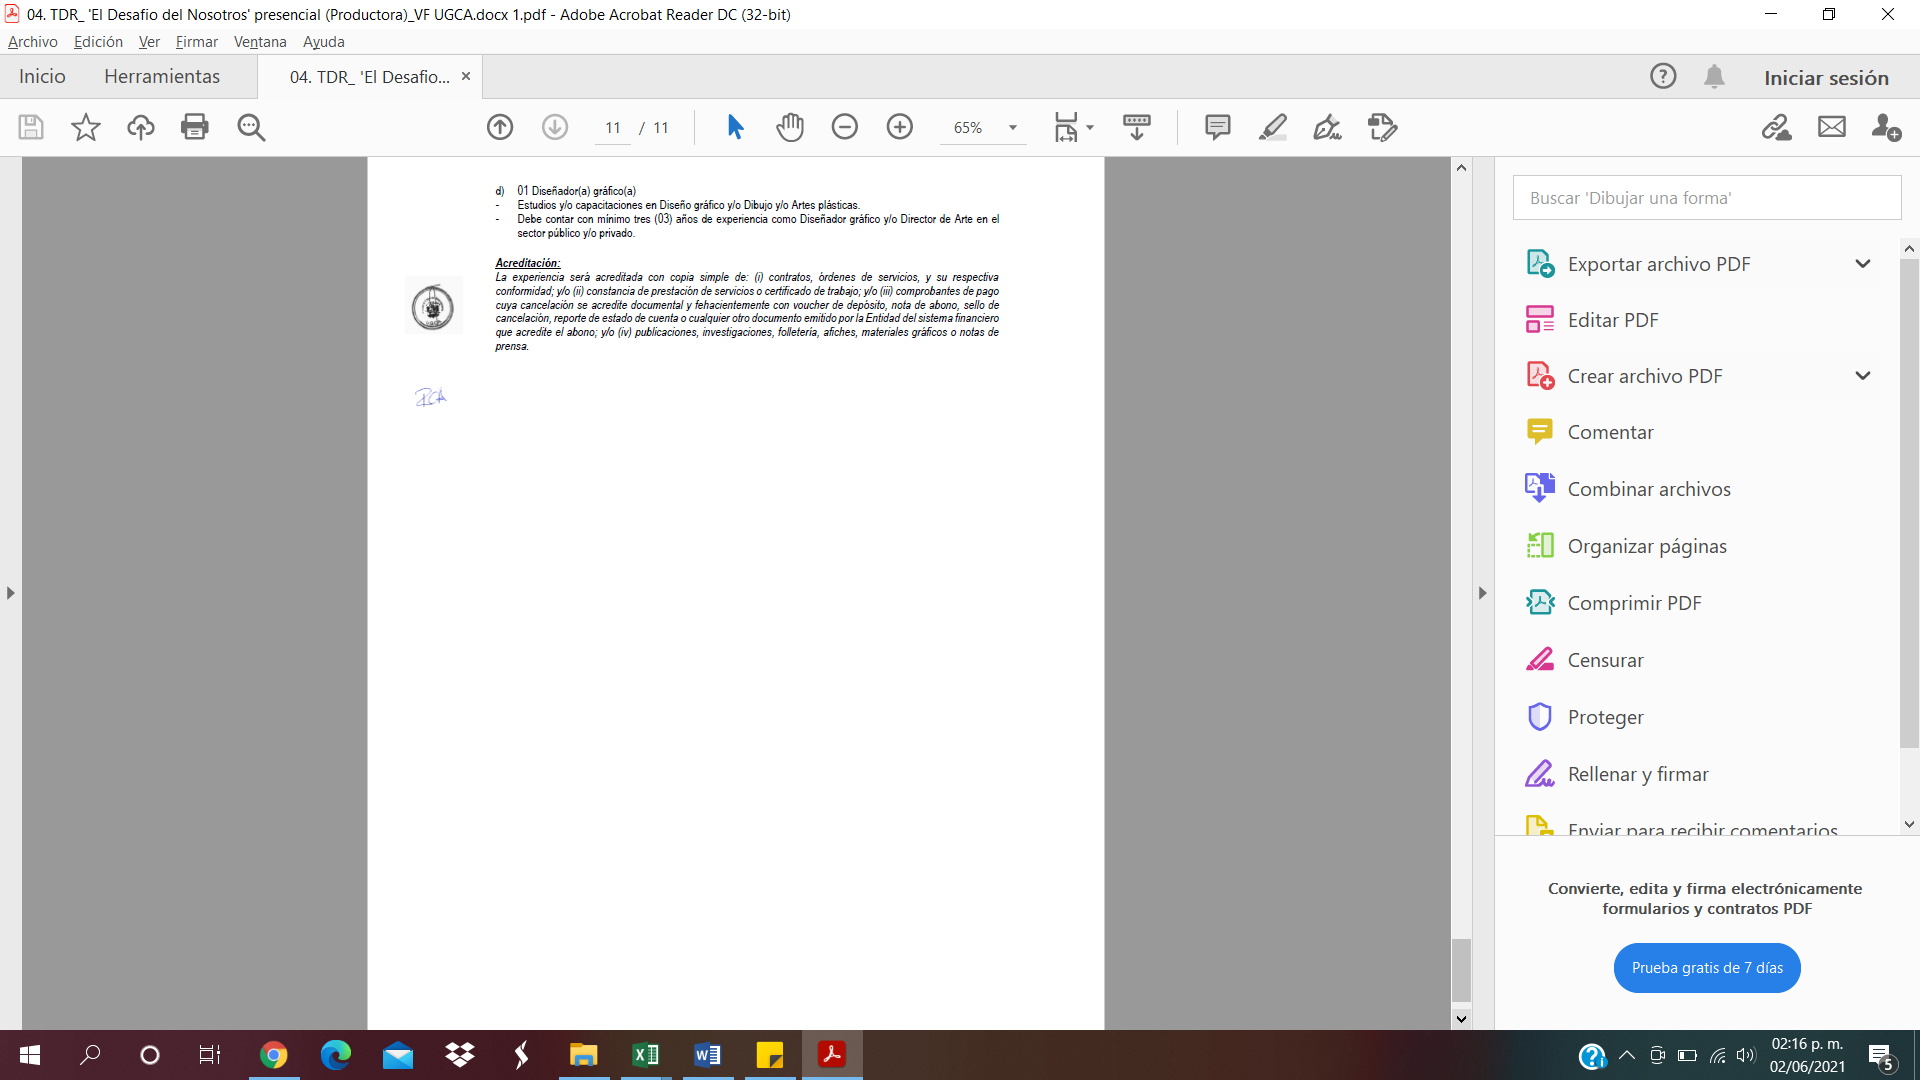 04. TDR_ 'El Desafio del Nosotros' presencial (Productora)_VF UGCA.docx 1.pdf - Adobe Acrobat Reader DC (32-bit)
Archivo Edición Ver Firmar Ventana Ayuda
Inicio Herramientas 04. TDR_ 'El Desafio... × Iniciar sesión
11 / 11 65%
d) 01 Diseñador(a) gráfico(a)
- Estudios y/o capacitaciones en Diseño gráfico y/o Dibujo y/o Artes plásticas.
- Debe contar con mínimo tres (03) años de experiencia como Diseñador gráfico y/o Director de Arte en el
sector público y/o privado.
Acreditación:
La experiencia será acreditada con copia simple de: (i) contratos, órdenes de servicios, y su respectiva
conformidad; y/o (ii) constancia de prestación de servicios o certificado de trabajo; y/o (iii) comprobantes de pago
cuya cancelación se acredite documental y fehacientemente con voucher de depósito, nota de abono, sello de
cancelación, reporte de estado de cuenta o cualquier otro documento emitido por la Entidad del sistema financiero
que acredite el abono; y/o (iv) publicaciones, investigaciones, folletería, afiches, materiales gráficos o notas de
prensa.
UGCA
Buscar 'Dibujar una forma'
Exportar archivo PDF
Editar PDF
Crear archivo PDF
Comentar
Combinar archivos
Organizar páginas
Comprimir PDF
Censurar
Proteger
Rellenar y firmar
Enviar para recibir comentarios
Convierte, edita y firma electrónicamente
formularios y contratos PDF
Prueba gratis de 7 días
02:16 p. m.
02/06/2021
5